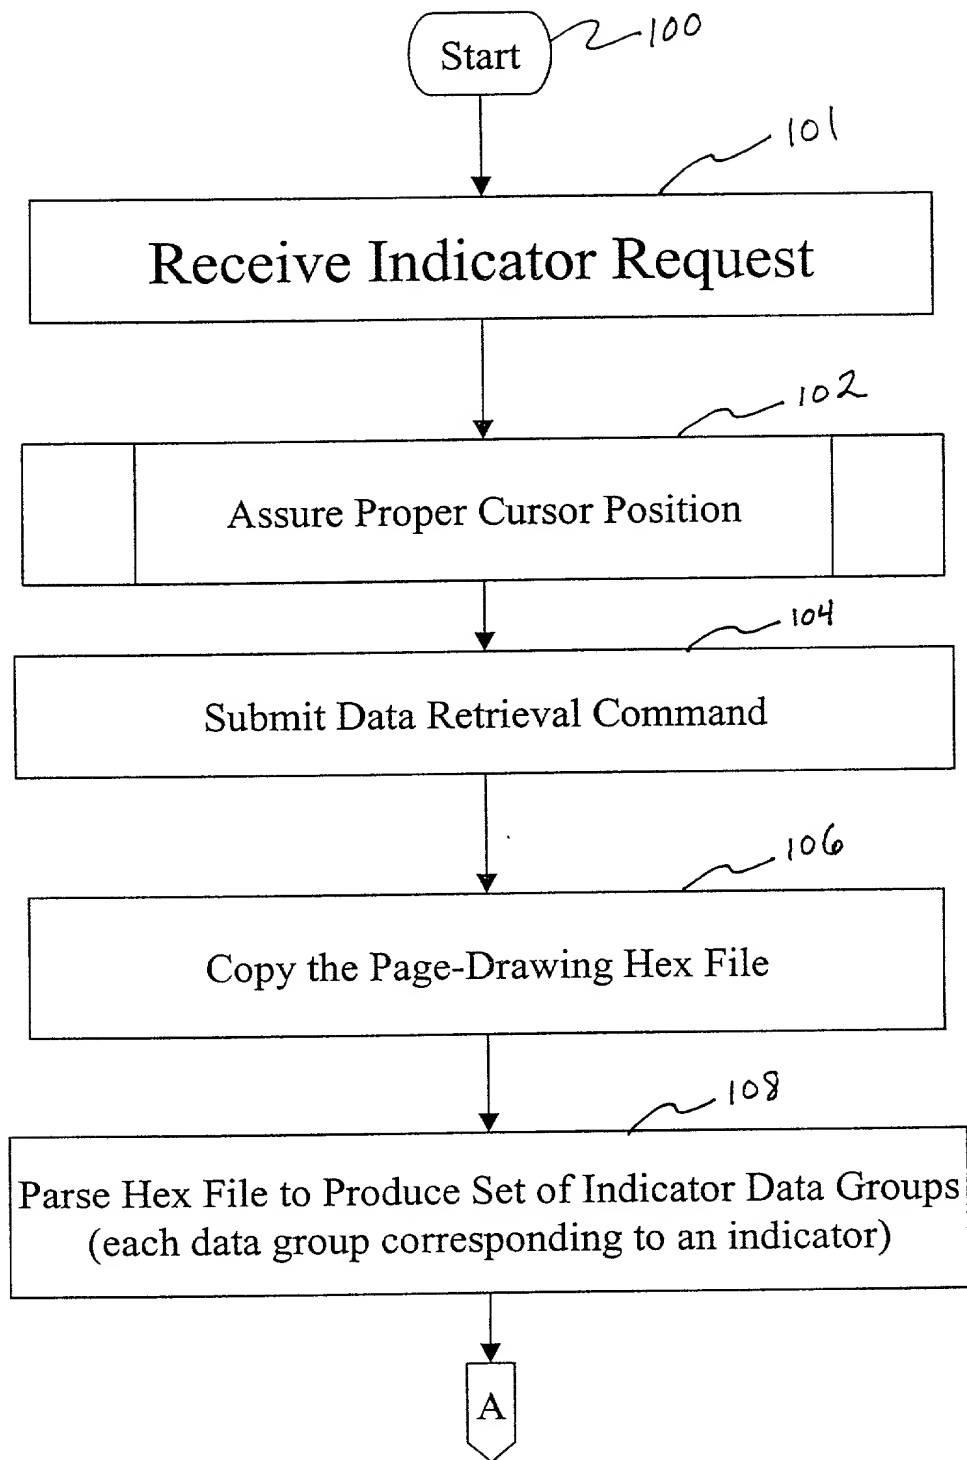 Start
100
101
Receive Indicator Request
102
Assure Proper Cursor Position
104
Submit Data Retrieval Command
106
Copy the Page-Drawing Hex File
108
Parse Hex File to Produce Set of Indicator Data Groups
(each data group corresponding to an indicator)
A